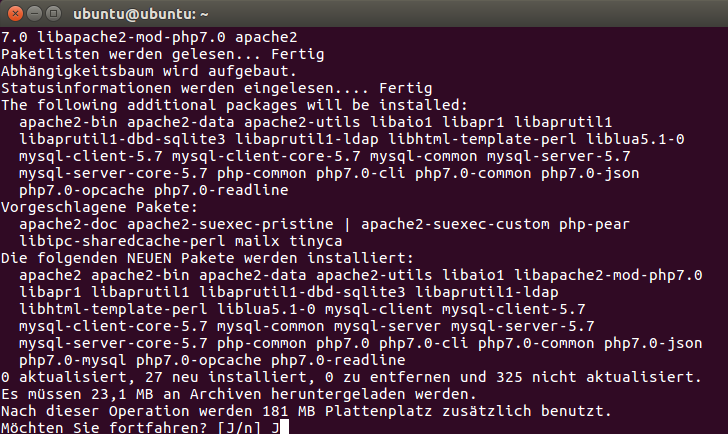 ubuntu@ubuntu: ~
7.0 libapache2-mod-php7.0 apache2
Paketlisten werden gelesen... Fertig
Abhängigkeitsbaum wird aufgebaut.
Statusinformationen werden eingelesen.... Fertig
The following additional packages will be installed:
apache2-bin apache2-data apache2-utils libaio1 libapr1 libaprutil1
libaprutil1-dbd-sqlite3 libaprutil1-ldap libhtml-template-perl liblua5.1-0
mysql-client-5.7 mysql-client-core-5.7 mysql-common mysql-server-5.7
mysql-server-core-5.7 php-common php7.0-cli php7.0-common php7.0-json
php7.0-opcache php7.0-readline
Vorgeschlagene Pakete:
apache2-doc apache2-suexec-pristine | apache2-suexec-custom php-pear
libipc-sharedcache-perl mailx tinyca
Die folgenden NEUEN Pakete werden installiert:
apache2 apache2-bin apache2-data apache2-utils libaio1 libapache2-mod-php7.0
libapr1 libaprutil1 libaprutil1-dbd-sqlite3 libaprutil1-ldap
libhtml-template-perl liblua5.1-0 mysql-client mysql-client-5.7
mysql-client-core-5.7 mysql-common mysql-server mysql-server-5.7
mysql-server-core-5.7 php-common php7.0 php7.0-cli php7.0-common php7.0-json
php7.0-mysql php7.0-opcache php7.0-readline
0 aktualisiert, 27 neu installiert, 0 zu entfernen und 325 nicht aktualisiert.
Es müssen 23,1 MB an Archiven heruntergeladen werden.
Nach dieser Operation werden 181 MB Plattenplatz zusätzlich benutzt.
Möchten Sie fortfahren? [J/n] J